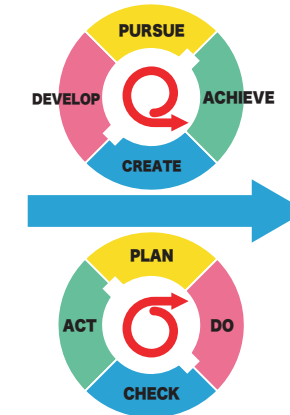 PURSUE
DEVELOP
ACHIEVE
CREATE
PLAN
ACT
DO
CHECK